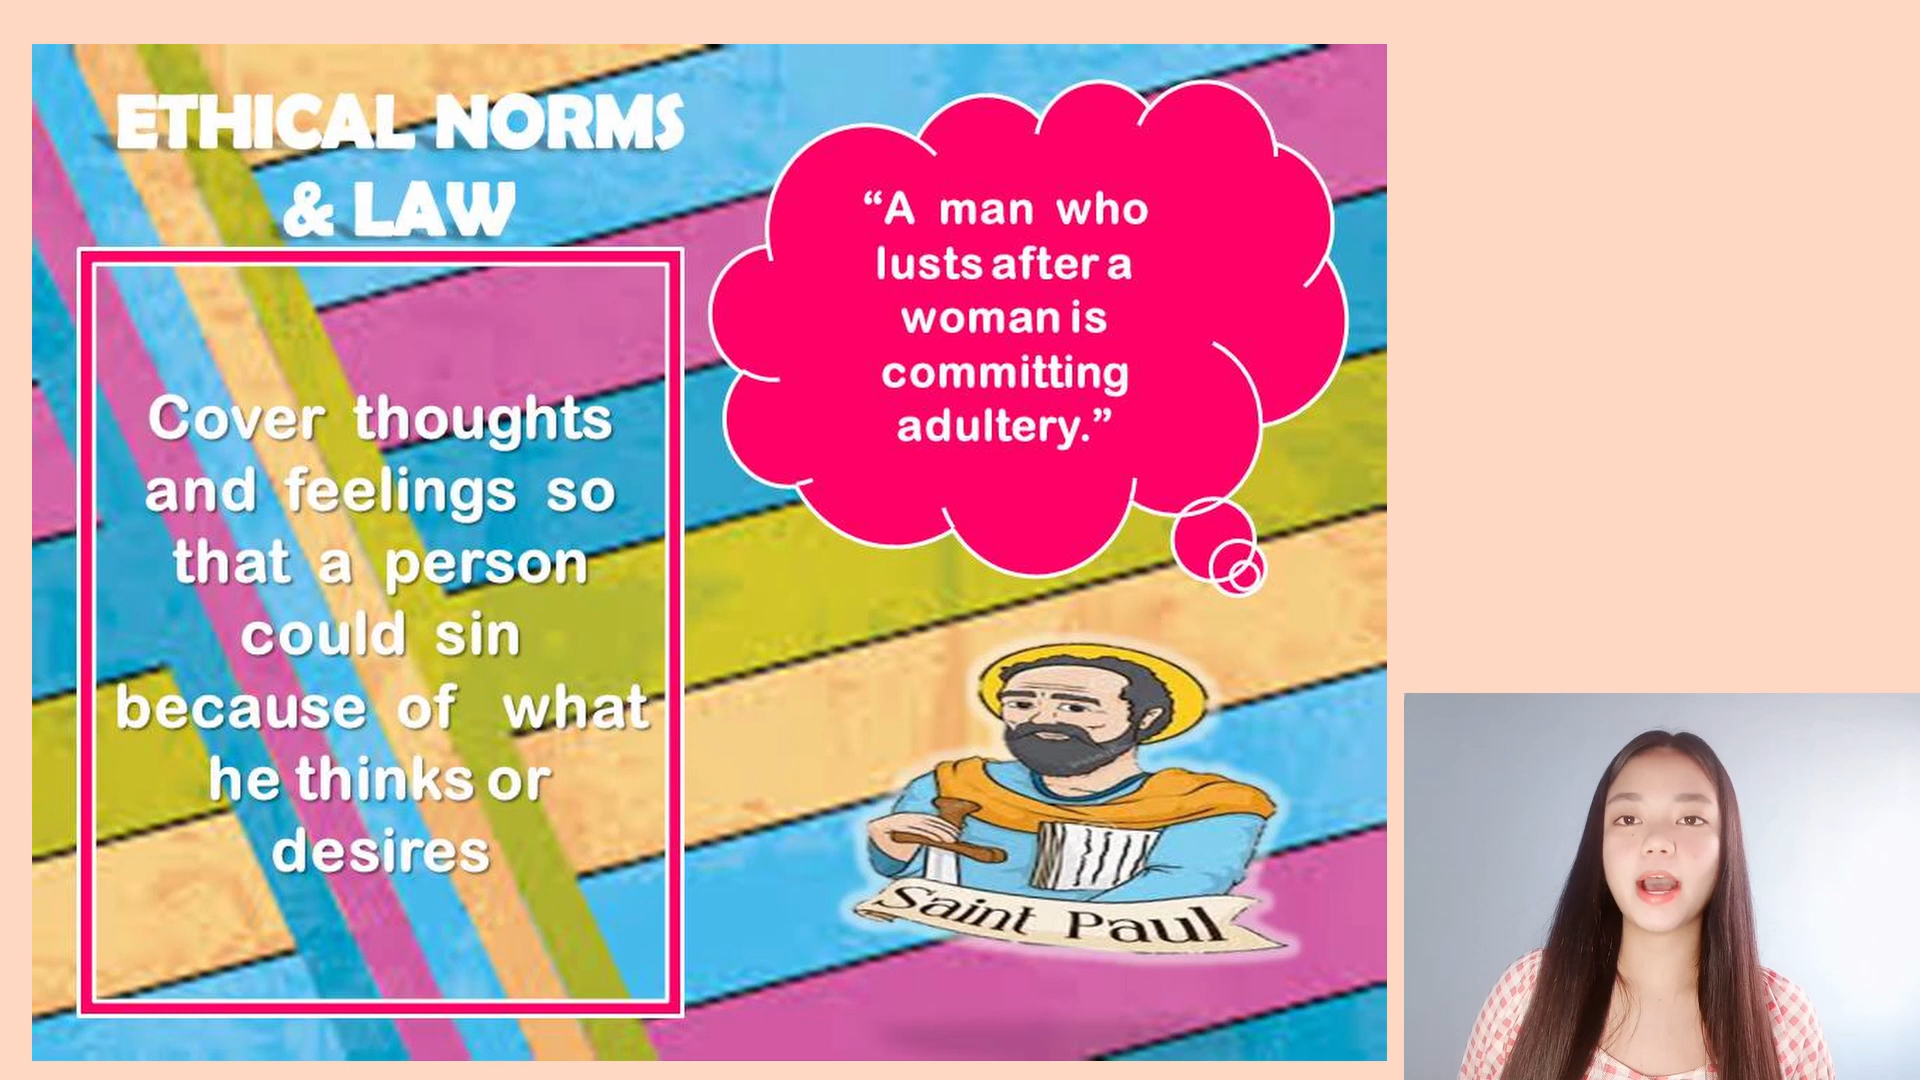 ETHICAL NORMS
& LAW
Cover thoughts
and feelings so
that a person
could sin
because of what
he thinks or
desires
“A man who
lusts after a
woman is
committing
adultery.”
Saint Paul